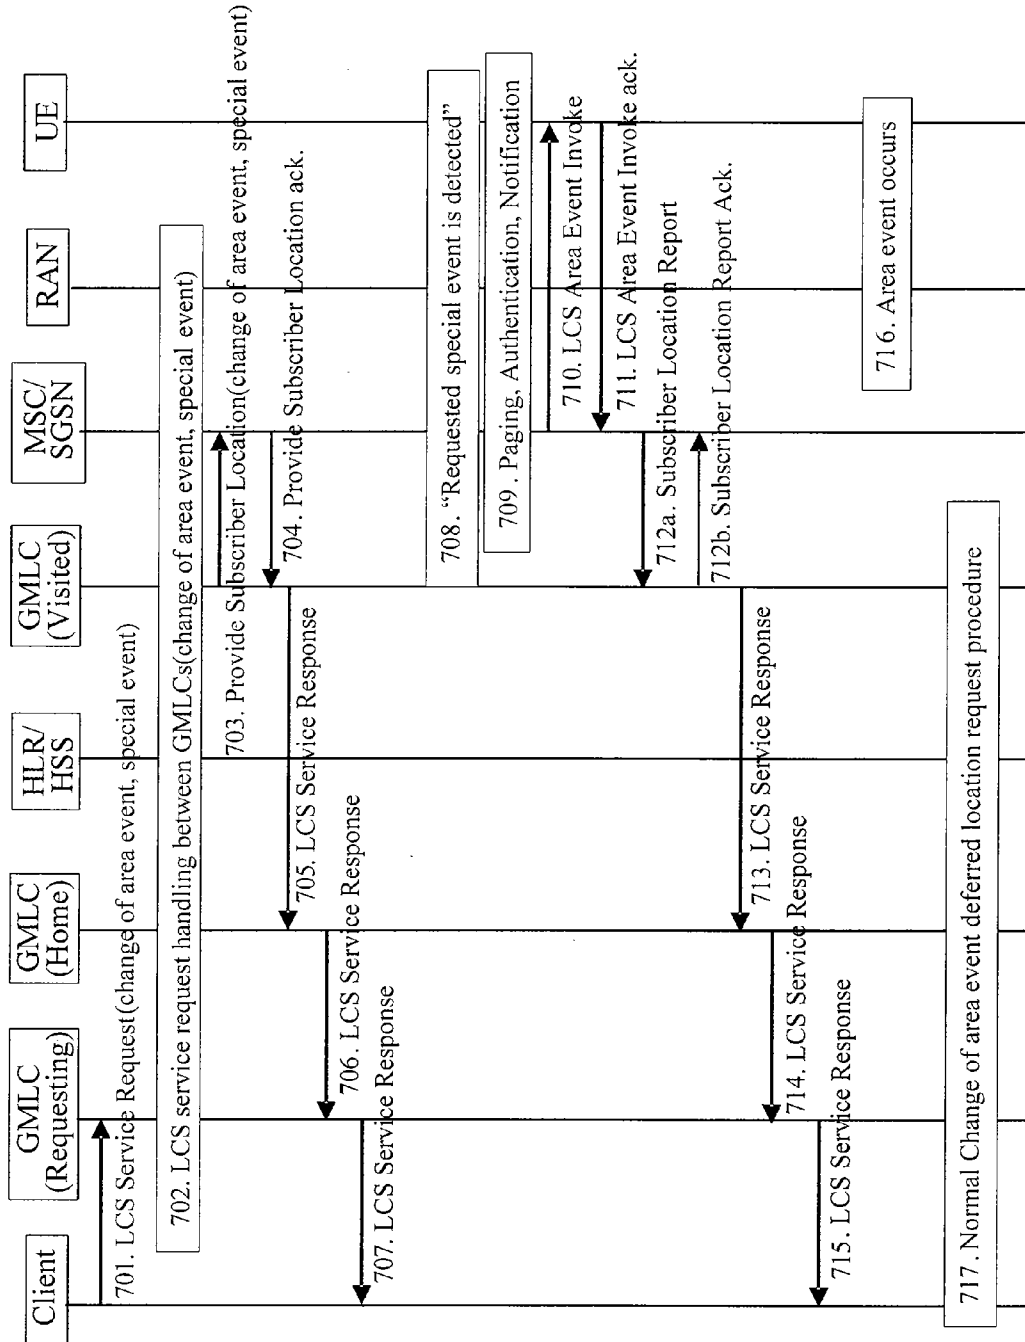 Client
GMLC
(Requesting)
GMLC
(Home)
HLR/
HSS
GMLC
(Visited)
MSC/
SGSN
RAN
UE
701. LCS Service Request(change of area event, special event)
702. LCS service request handling between GMLCs(change of area event, special event)
703. Provide Subscriber Location(change of area event, special event)
704. Provide Subscriber Location ack.
705. LCS Service Response
706. LCS Service Response
707. LCS Service Response
708. “Requested special event is detected”
709. Paging, Authentication, Notification
710. LCS Area Event Invoke
711. LCS Area Event Invoke ack.
712a. Subscriber Location Report
712b. Subscriber Location Report Ack.
713. LCS Service Response
714. LCS Service Response
715. LCS Service Response
716. Area event occurs
717. Normal Change of area event deferred location request procedure